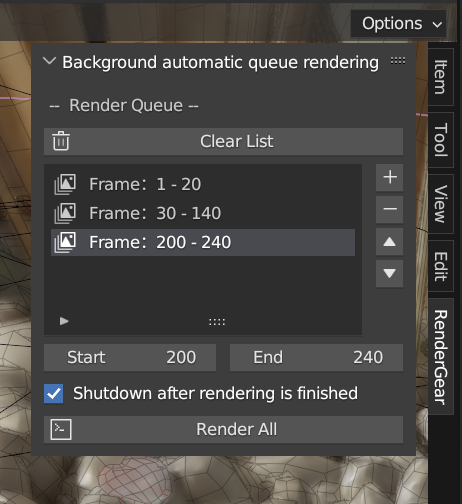 Options
Background automatic queue rendering
-- Render Queue --
Clear List
Frame: 1 - 20
Frame: 30 - 140
Frame: 200 - 240
Start 200 End 240
Shutdown after rendering is finished
Render All
Item
Tool
View
Edit
RenderGear